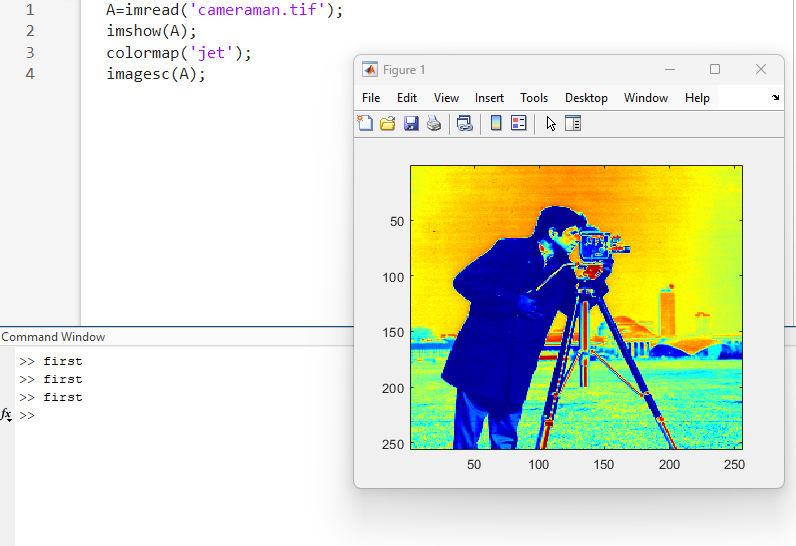 1 A=imread('cameraman.tif');
2 imshow(A);
3 colormap('jet');
4 imagesc(A);
Figure 1
File Edit View Insert Tools Desktop Window Help
50
100
150
200
250
50 100 150 200 250
Command Window
>> first
>> first
>> first
fx >>